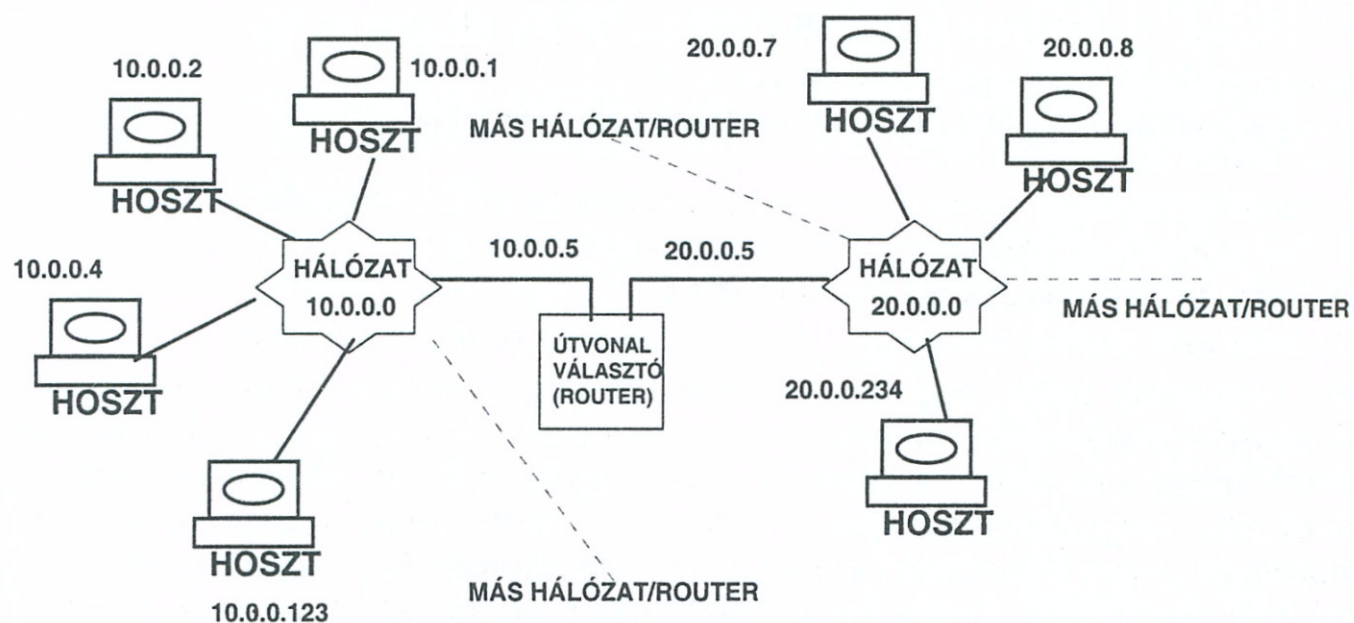 10.0.0.2
10.0.0.1
20.0.0.7
20.0.0.8
HOSZT
HOSZT
HOSZT
HOSZT
MÁS HÁLÓZAT/ROUTER
10.0.0.4
HOSZT
HÁLÓZAT
10.0.0.0
10.0.0.5
20.0.0.5
HÁLÓZAT
20.0.0.0
MÁS HÁLÓZAT/ROUTER
ÚTVONAL
VÁLASZTÓ
(ROUTER)
20.0.0.234
HOSZT
HOSZT
10.0.0.123
MÁS HÁLÓZAT/ROUTER